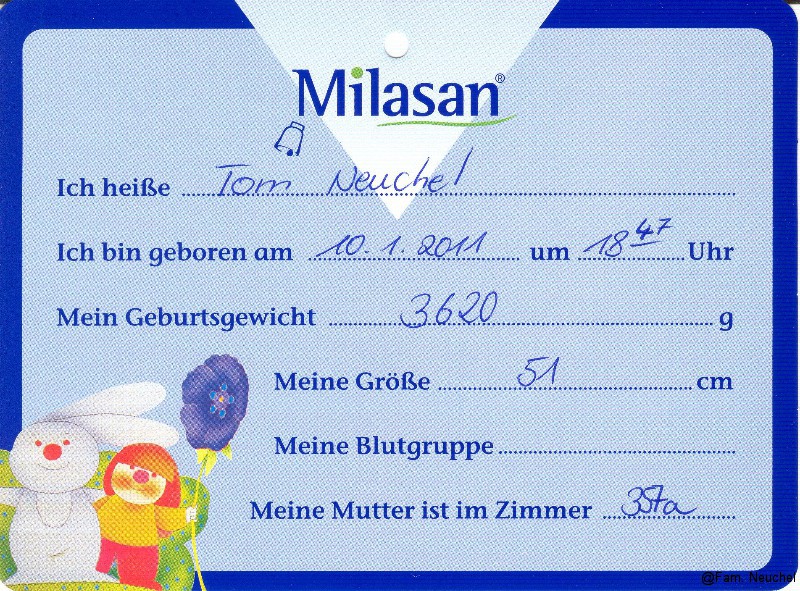 Milasan®
Ich heiße Tom Neuchel
Ich bin geboren am 10.1.2011 um 18 47 Uhr
Mein Geburtsgewicht 3620 g
Meine Größe 51 cm
Meine Blutgruppe
Meine Mutter ist im Zimmer 357a
@Fam. Neuchel